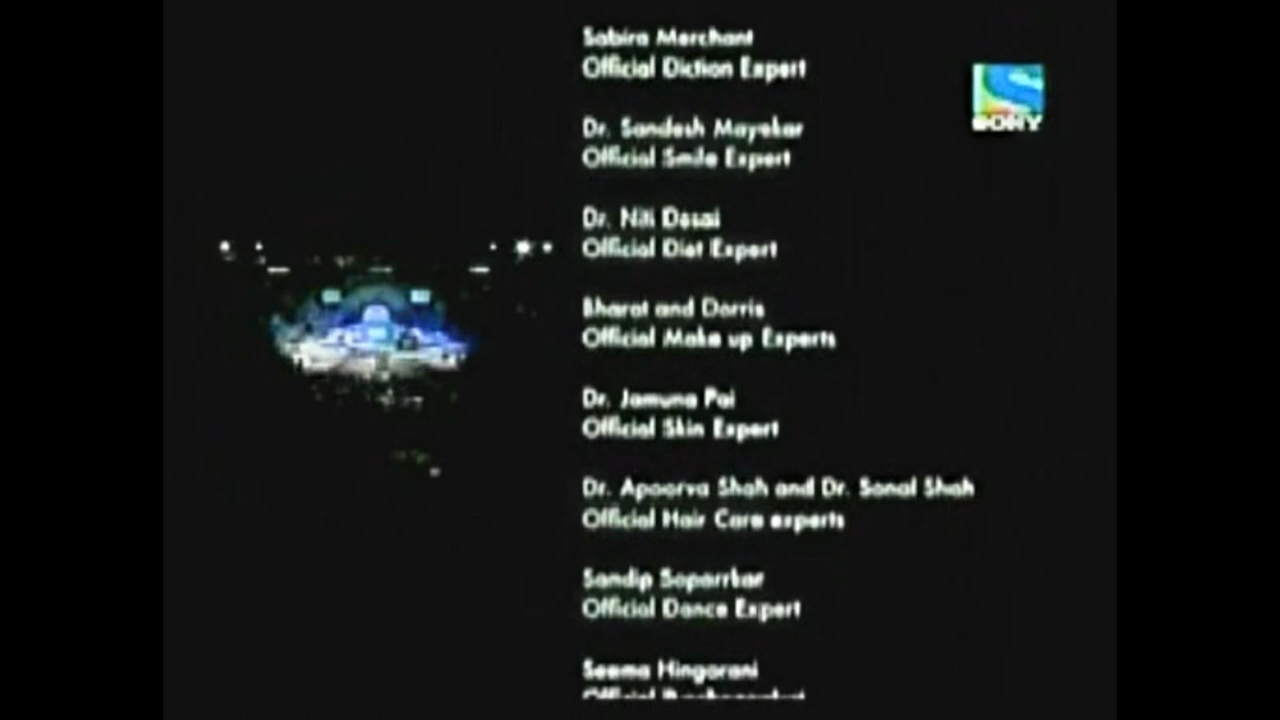 Sabira Merchant
Official Diction Expert
Dr. Sandesh Mayekar
Official Smile Expert
Dr. Niti Desai
Official Diet Expert
Bharat and Dorris
Official Make up Experts
Dr. Jamuna Pai
Official Skin Expert
Dr. Apoorva Shah and Dr. Sonal Shah
Official Hair Care experts
Sandip Soparrkar
Official Dance Expert
Seema Hingorani
Official
SONY